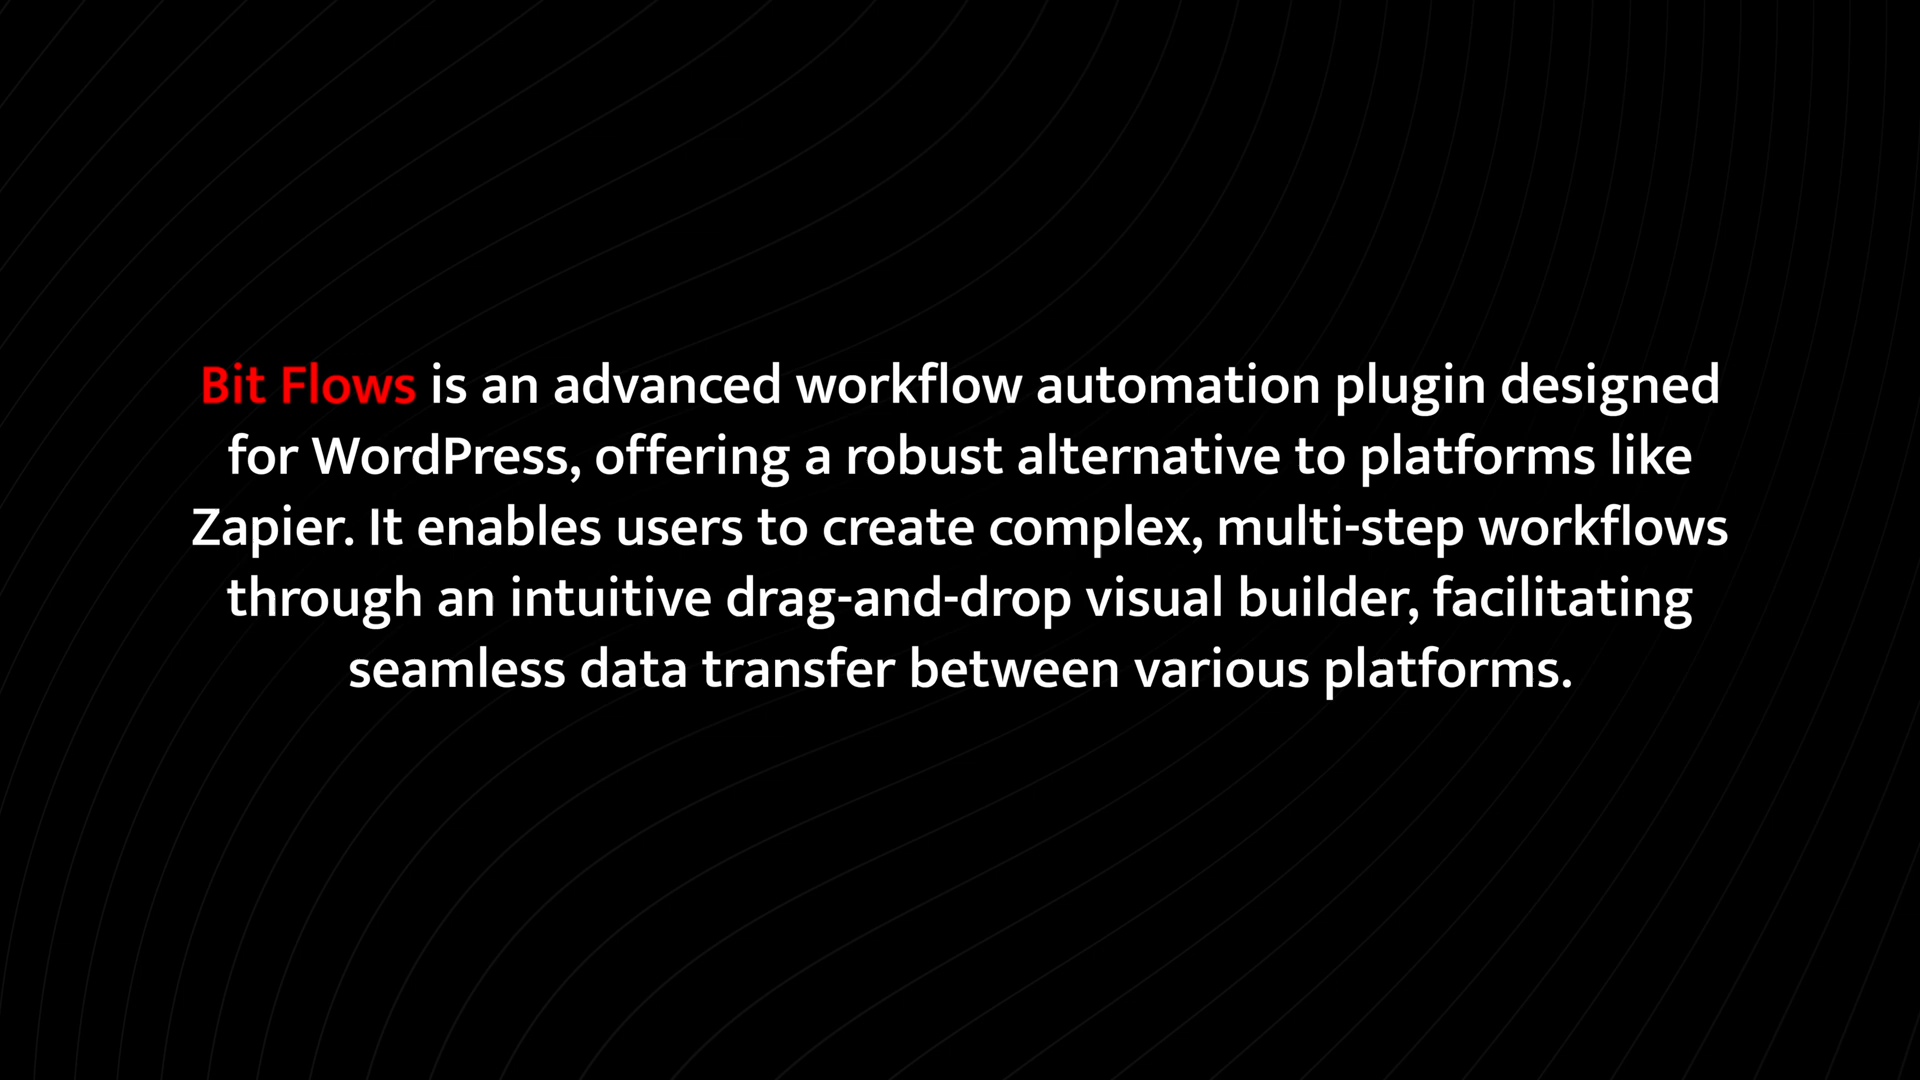 Bit Flows is an advanced workflow automation plugin designed
for WordPress, offering a robust alternative to platforms like
Zapier. It enables users to create complex, multi-step workflows
through an intuitive drag-and-drop visual builder, facilitating
seamless data transfer between various platforms.